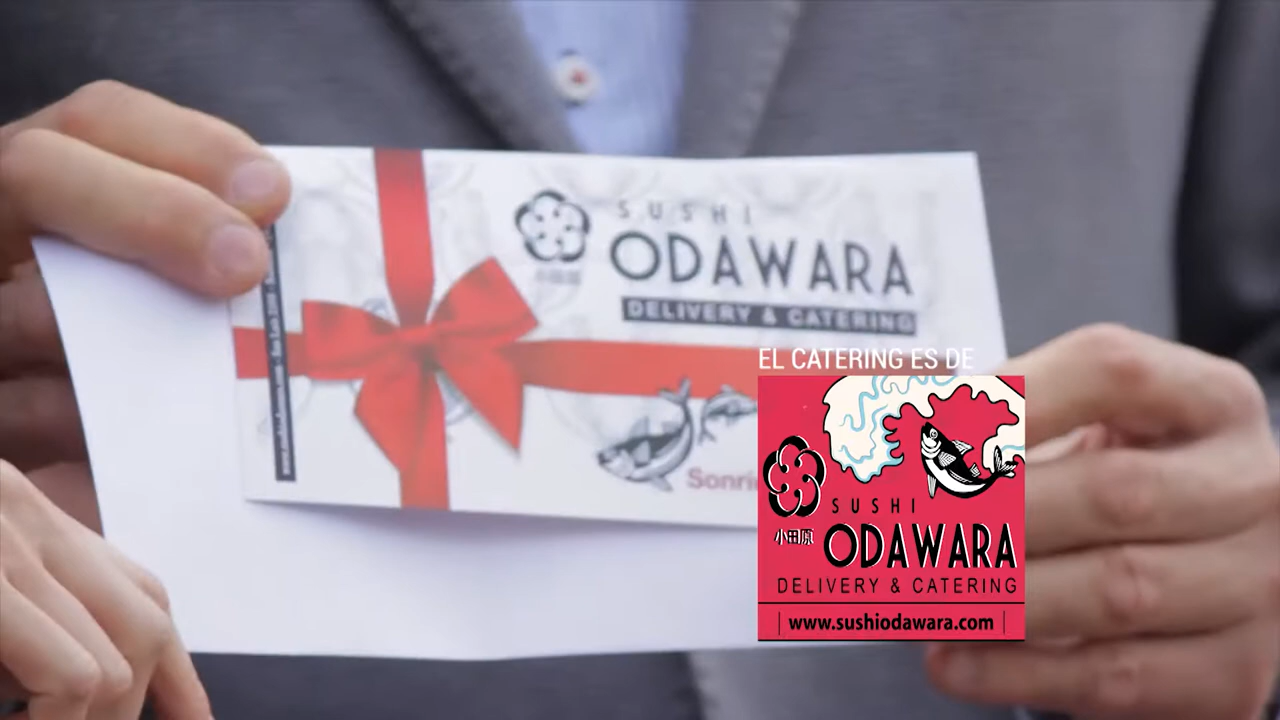 SUSHI
ODAWARA
DELIVERY & CATERING
EL CATERING ES DE
SUSHI
小田原
ODAWARA
DELIVERY & CATERING
www.sushiodawara.com